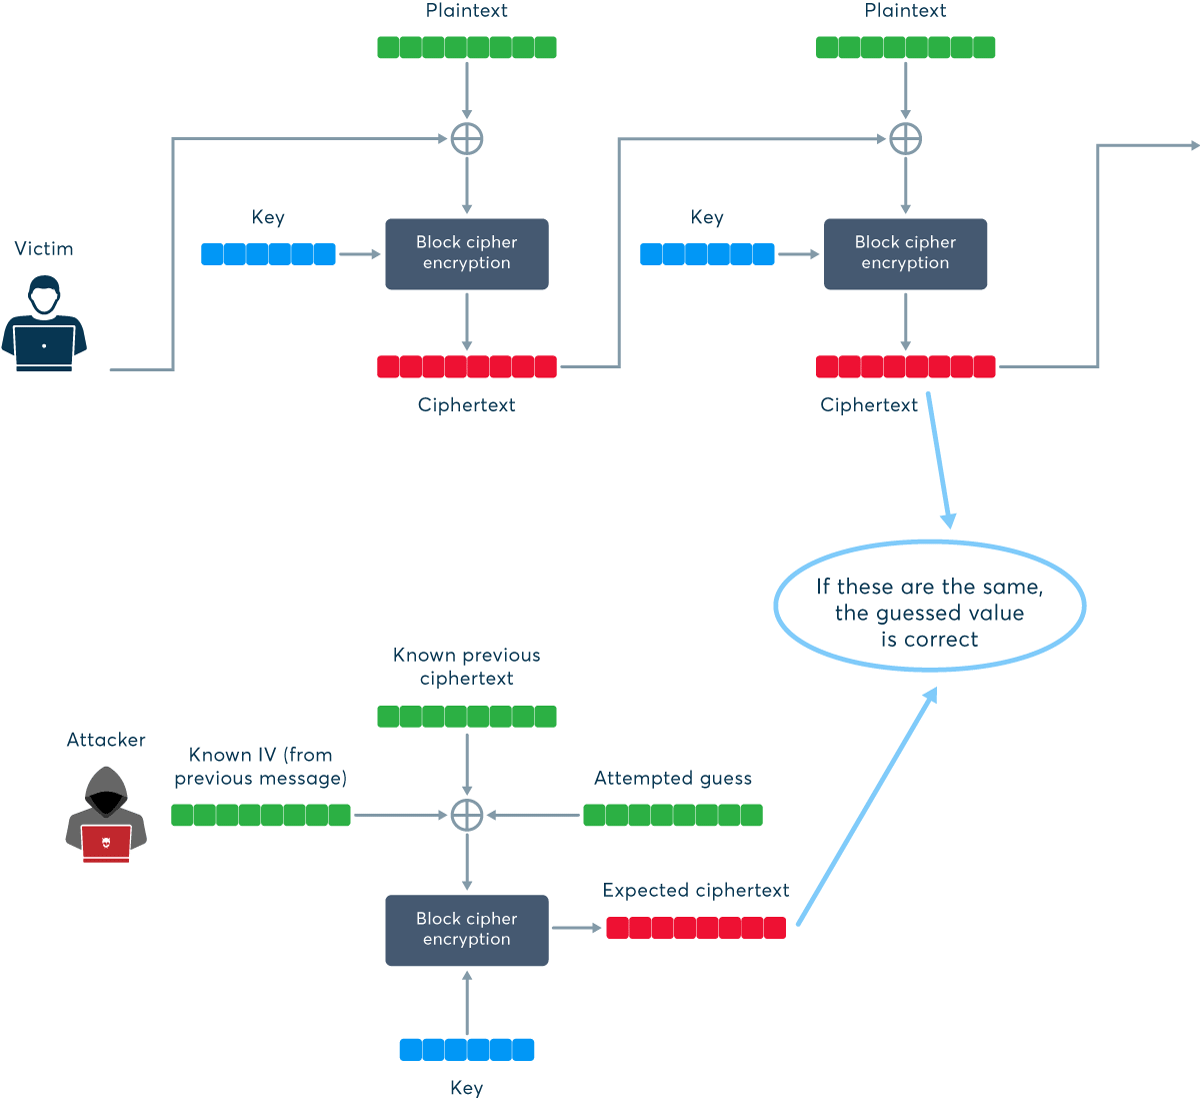 Plaintext
Plaintext
Key
Key
Victim
Block cipher
encryption
Block cipher
encryption
Ciphertext
Ciphertext
If these are the same,
the guessed value
is correct
Known previous
ciphertext
Attacker
Known IV (from
previous message)
Attempted guess
Expected ciphertext
Block cipher
encryption
Key